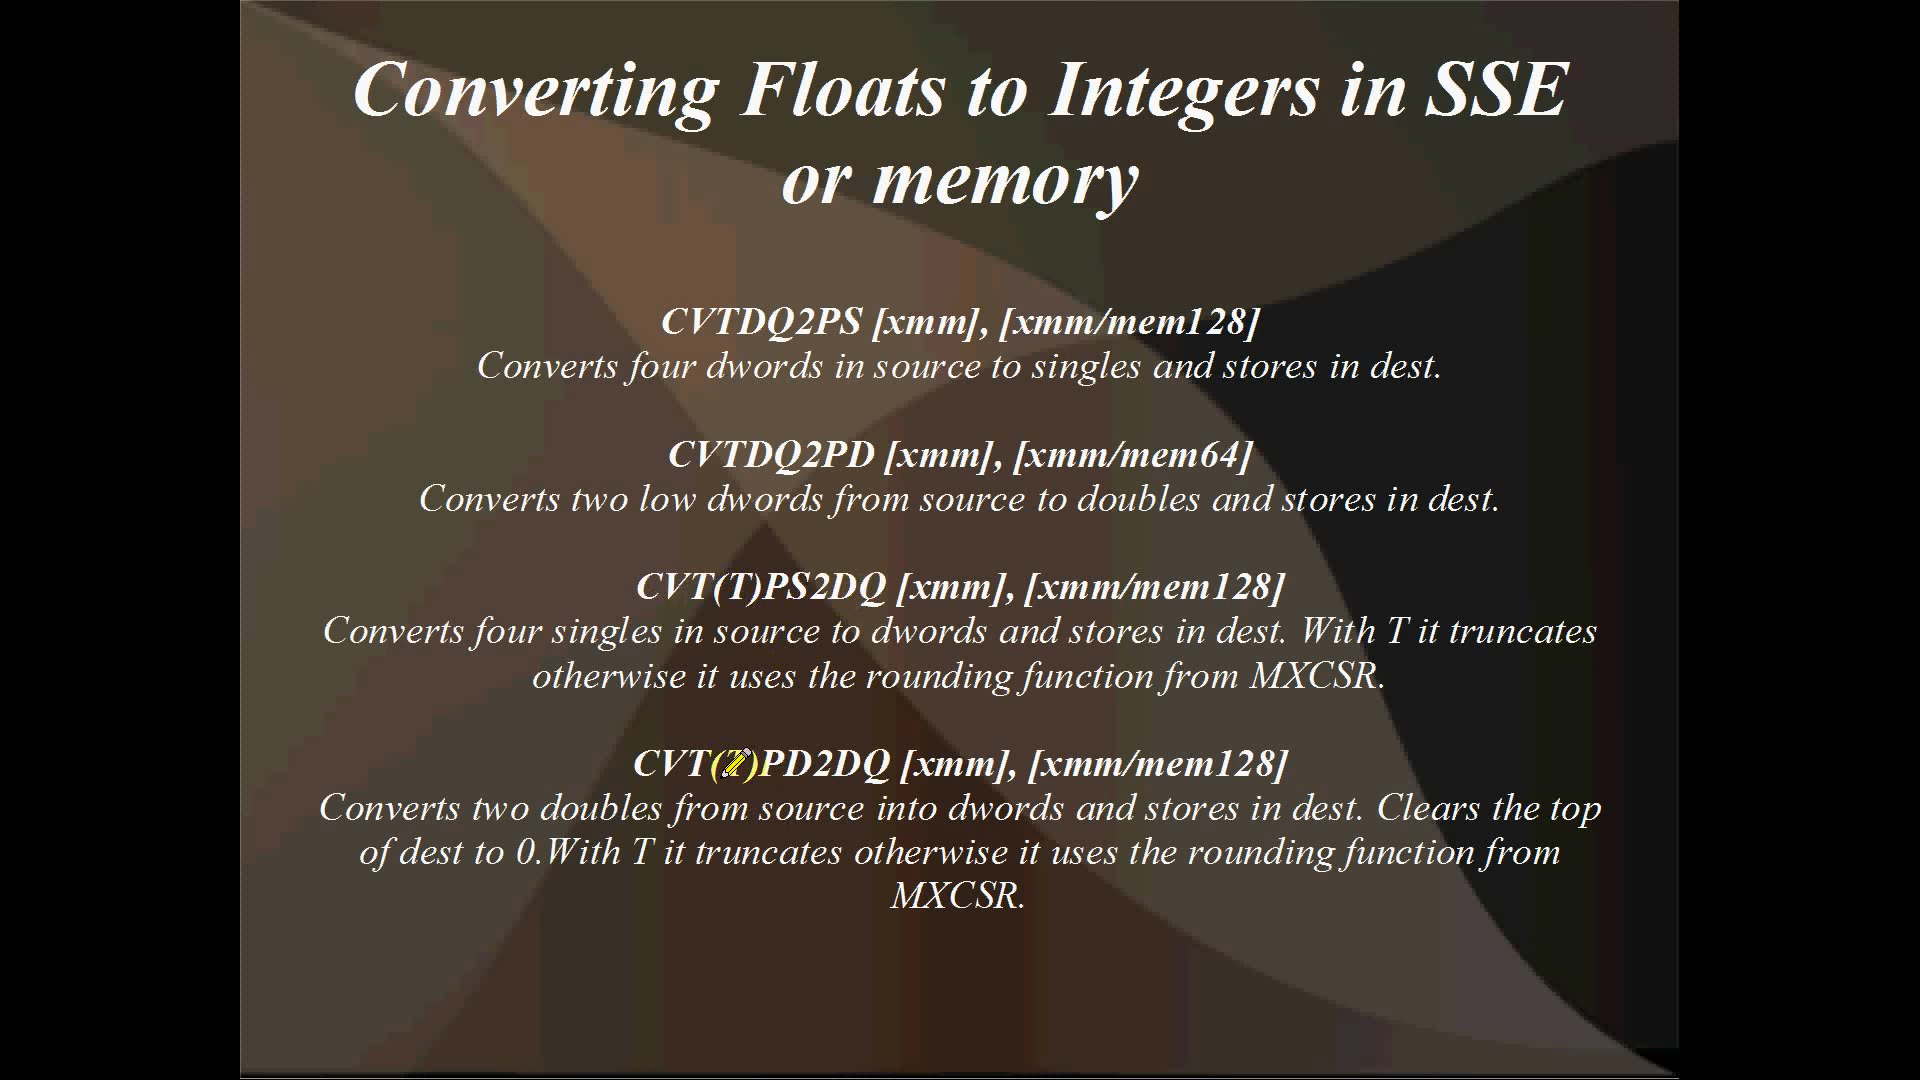 Converting Floats to Integers in SSE
or memory
CVTDQ2PS [xmm], [xmm/mem128]
Converts four dwords in source to singles and stores in dest.
CVTDQ2PD [xmm], [xmm/mem64]
Converts two low dwords from source to doubles and stores in dest.
CVT(T)PS2DQ [xmm], [xmm/mem128]
Converts four singles in source to dwords and stores in dest. With T it truncates
otherwise it uses the rounding function from MXCSR.
CVT(T)PD2DQ [xmm], [xmm/mem128]
Converts two doubles from source into dwords and stores in dest. Clears the top
of dest to 0.With T it truncates otherwise it uses the rounding function from
MXCSR.